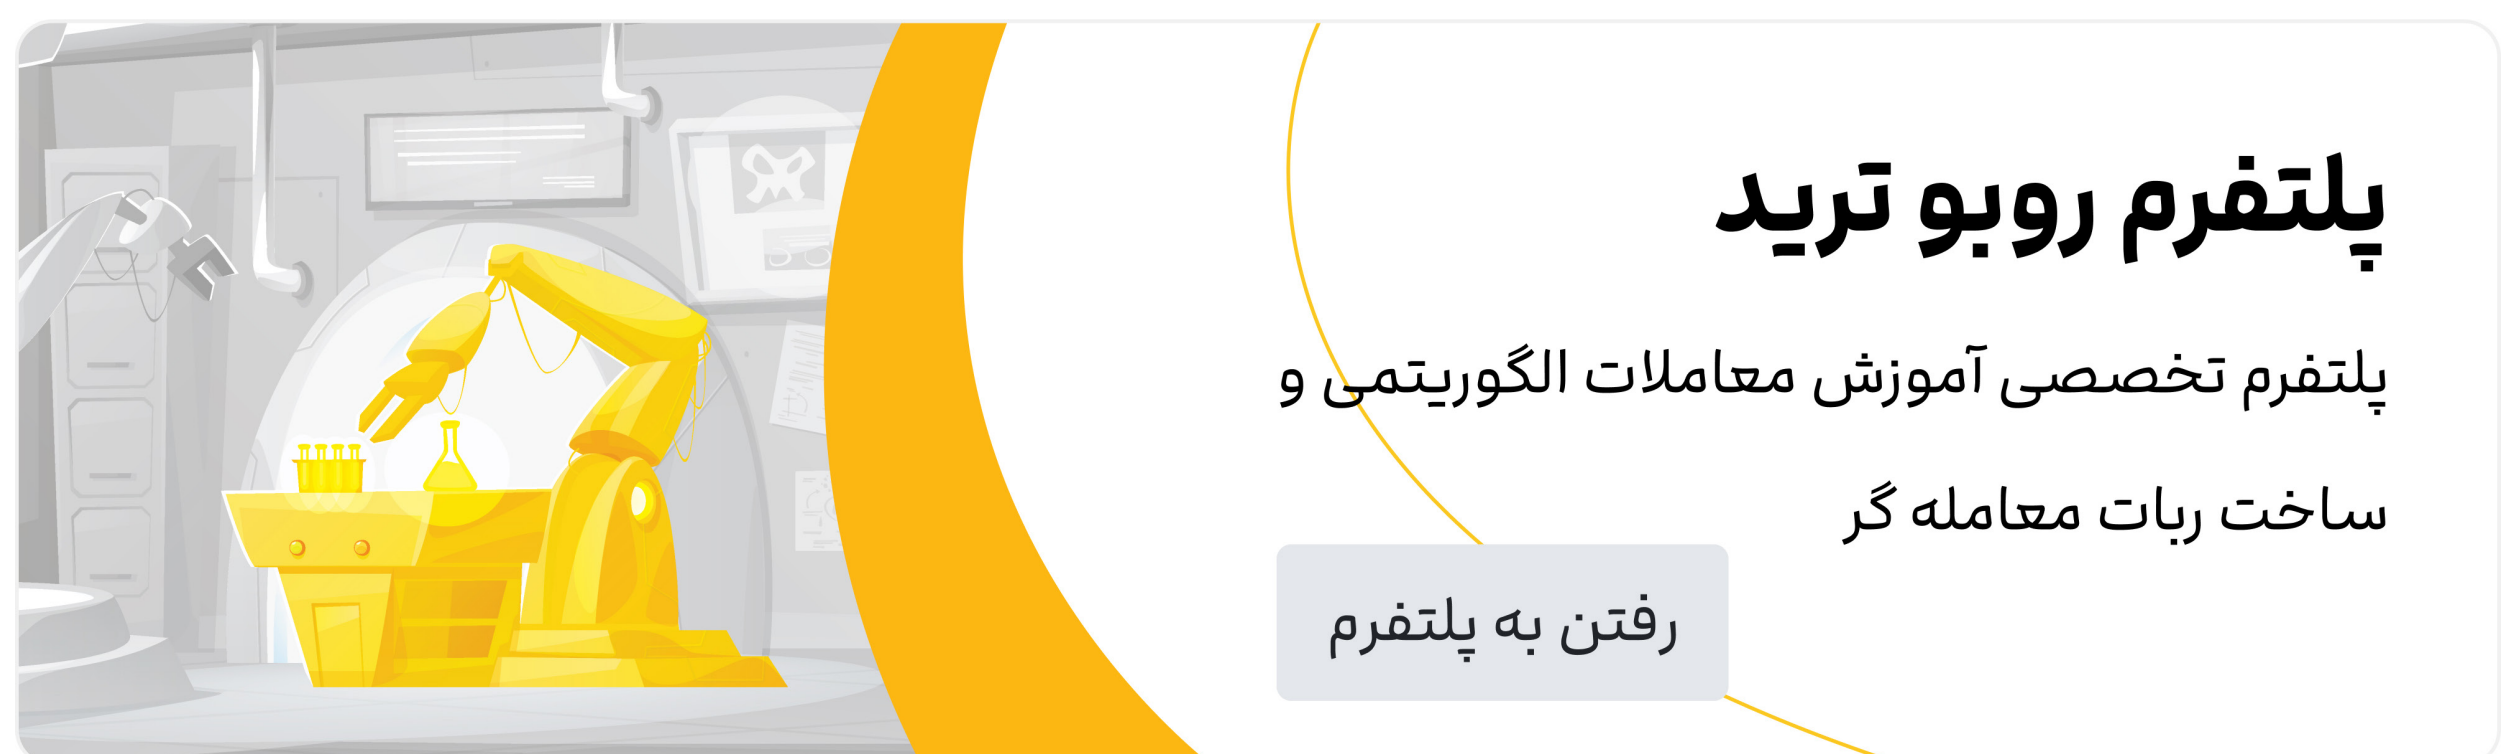 پلتفرم روبو ترید
پلتفرم تخصصی آموزش معاملات الگوریتمی و
ساخت ربات معامله گر
رفتن به پلتفرم